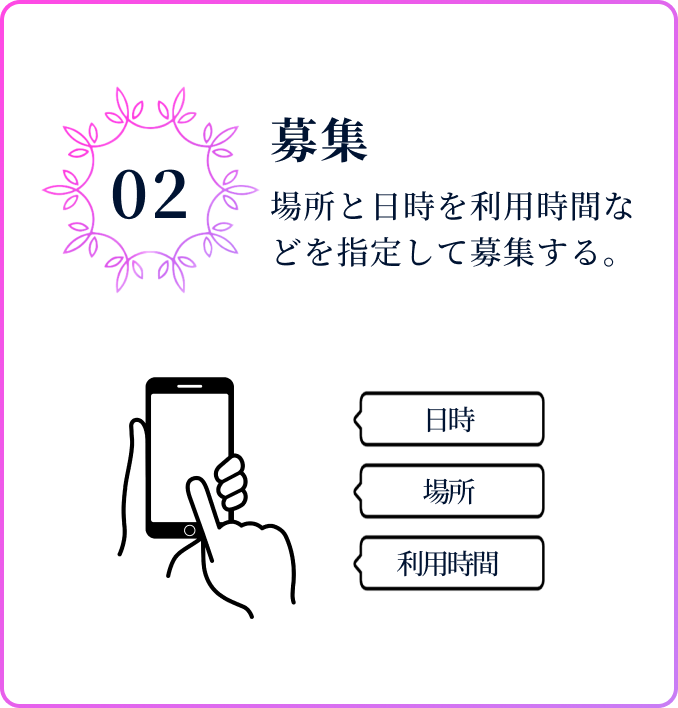 02
募集
場所と日時を利用時間な
どを指定して募集する。
日時
場所
利用時間